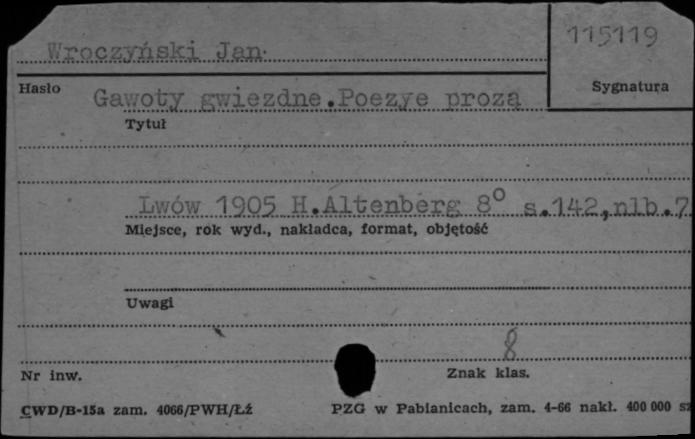 Wroczyński Jan
115119
Hasło
Sygnatura
Gawoty gwiezdne.Poezye prozą
Tytuł
Lwów 1905 H.Altenberg 8° s.142,nlb.7
Miejsce, rok wyd., nakładca, format, objętość
Uwagi
8
Nr inw.
Znak klas.
CWD/B-15a zam. 4066/PWH/Łź
PZG w Pabianicach, zam. 4-66 nakł. 400 000 sz